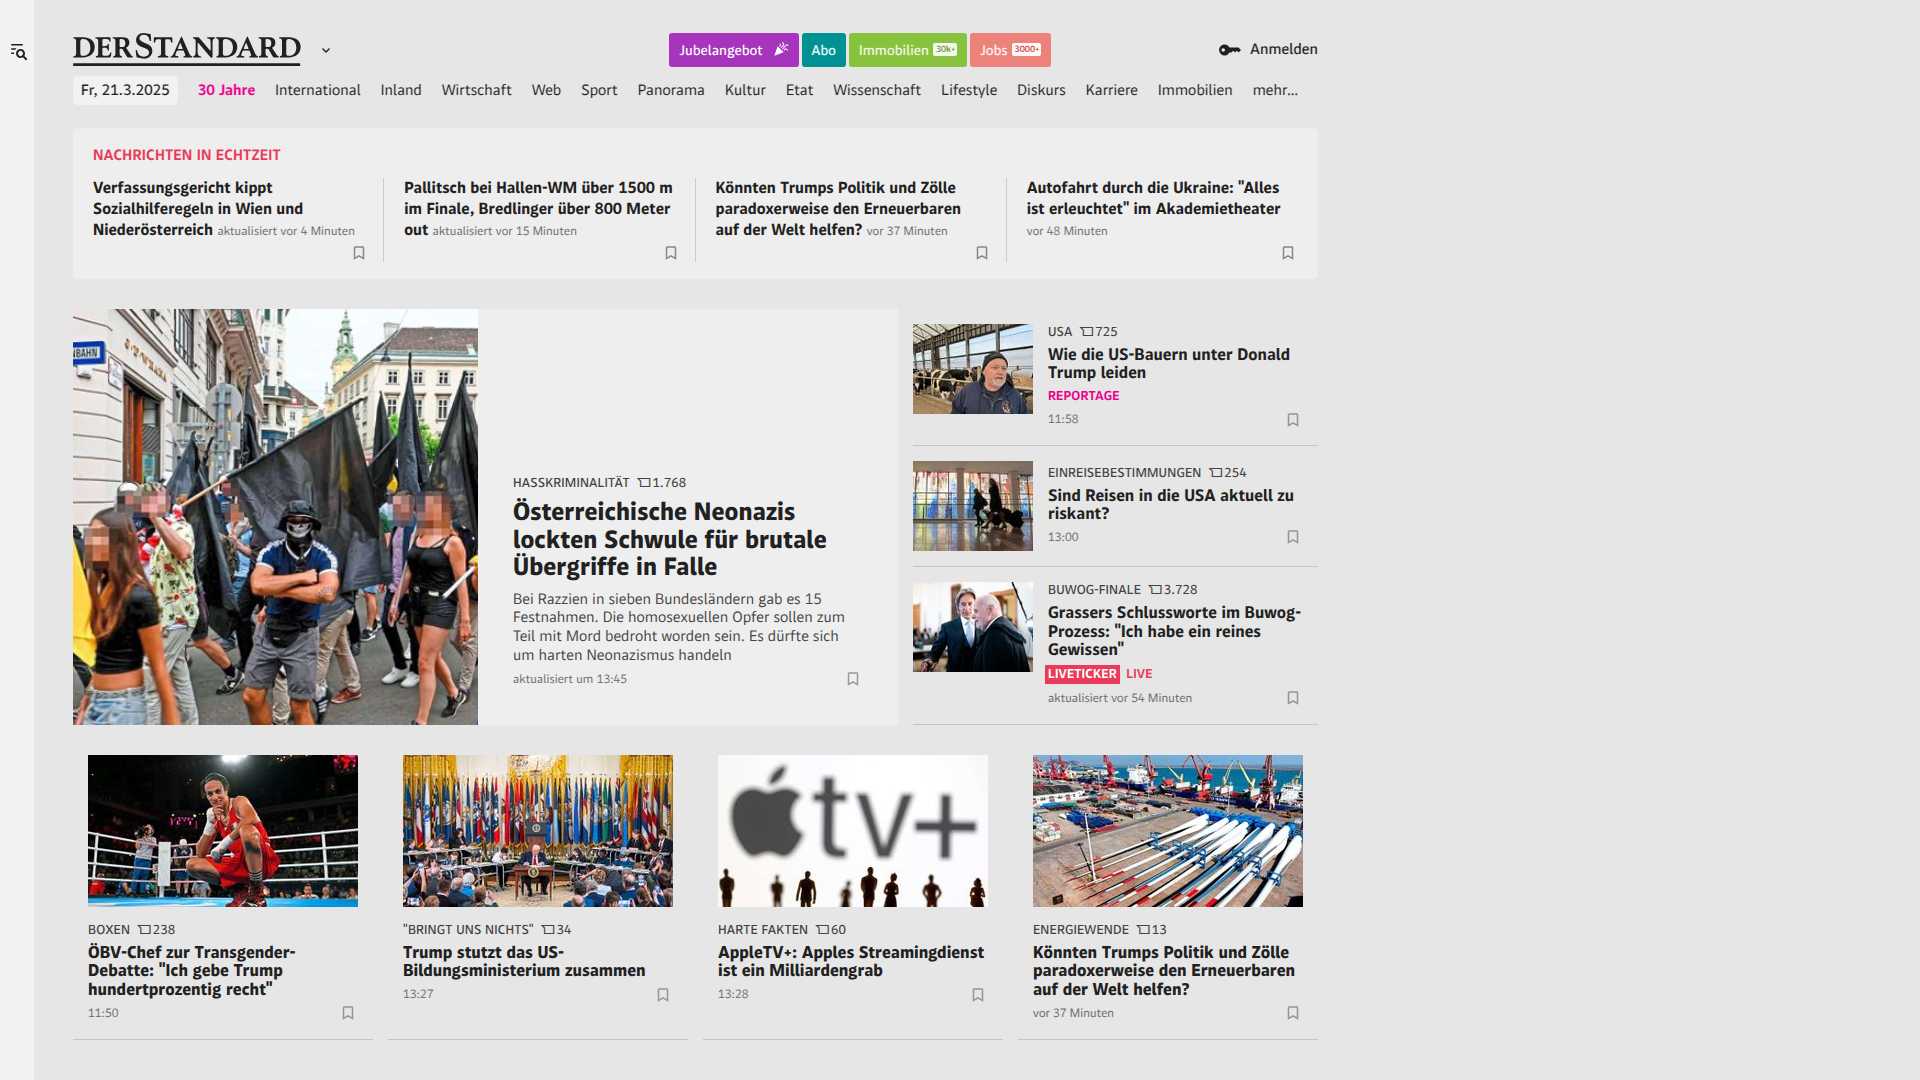 DERSTANDARD
Jubelangebot
Abo
Immobilien 30k+
Jobs 3000+
Anmelden
Fr, 21.3.2025 30 Jahre International Inland Wirtschaft Web Sport Panorama Kultur Etat Wissenschaft Lifestyle Diskurs Karriere Immobilien mehr...
NACHRICHTEN IN ECHTZEIT
Verfassungsgericht kippt
Sozialhilferegeln in Wien und
Niederösterreich aktualisiert vor 4 Minuten
Pallitsch bei Hallen-WM über 1500 m
im Finale, Bredlinger über 800 Meter
out aktualisiert vor 15 Minuten
Könnten Trumps Politik und Zölle
paradoxerweise den Erneuerbaren
auf der Welt helfen? vor 37 Minuten
Autofahrt durch die Ukraine: "Alles
ist erleuchtet" im Akademietheater
vor 48 Minuten
NBAHN
HASSKRIMINALITÄT 1.768
Österreichische Neonazis
lockten Schwule für brutale
Übergriffe in Falle
Bei Razzien in sieben Bundesländern gab es 15
Festnahmen. Die homosexuellen Opfer sollen zum
Teil mit Mord bedroht worden sein. Es dürfte sich
um harten Neonazismus handeln
aktualisiert um 13:45
USA 725
Wie die US-Bauern unter Donald
Trump leiden
REPORTAGE
11:58
EINREISEBESTIMMUNGEN 254
Sind Reisen in die USA aktuell zu
riskant?
13:00
BUWOG-FINALE 3.728
Grassers Schlussworte im Buwog-
Prozess: "Ich habe ein reines
Gewissen"
LIVETICKER LIVE
aktualisiert vor 54 Minuten
BOXEN 238
ÖBV-Chef zur Transgender-
Debatte: "Ich gebe Trump
hundertprozentig recht"
11:50
"BRINGT UNS NICHTS" 34
Trump stutzt das US-
Bildungsministerium zusammen
13:27
tv+
HARTE FAKTEN 60
AppleTV+: Apples Streamingdienst
ist ein Milliardengrab
13:28
ENERGIEWENDE 13
Könnten Trumps Politik und Zölle
paradoxerweise den Erneuerbaren
auf der Welt helfen?
vor 37 Minuten